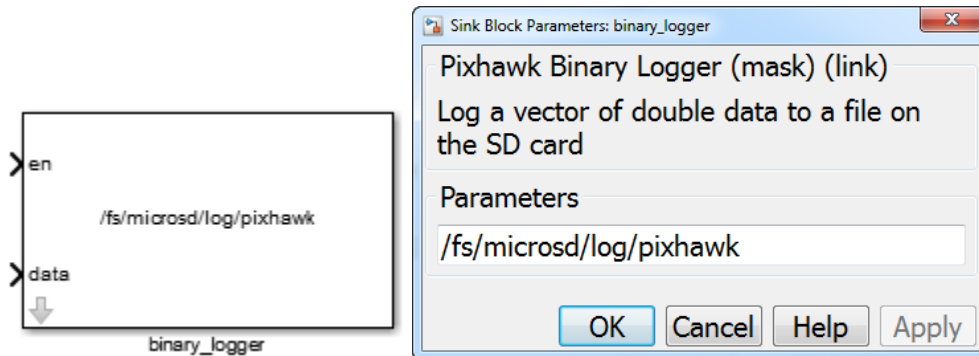 en
/fs/microsd/log/pixhawk
data
binary_logger
Sink Block Parameters: binary_logger
Pixhawk Binary Logger (mask) (link)
Log a vector of double data to a file on
the SD card
Parameters
/fs/microsd/log/pixhawk
OK Cancel Help Apply